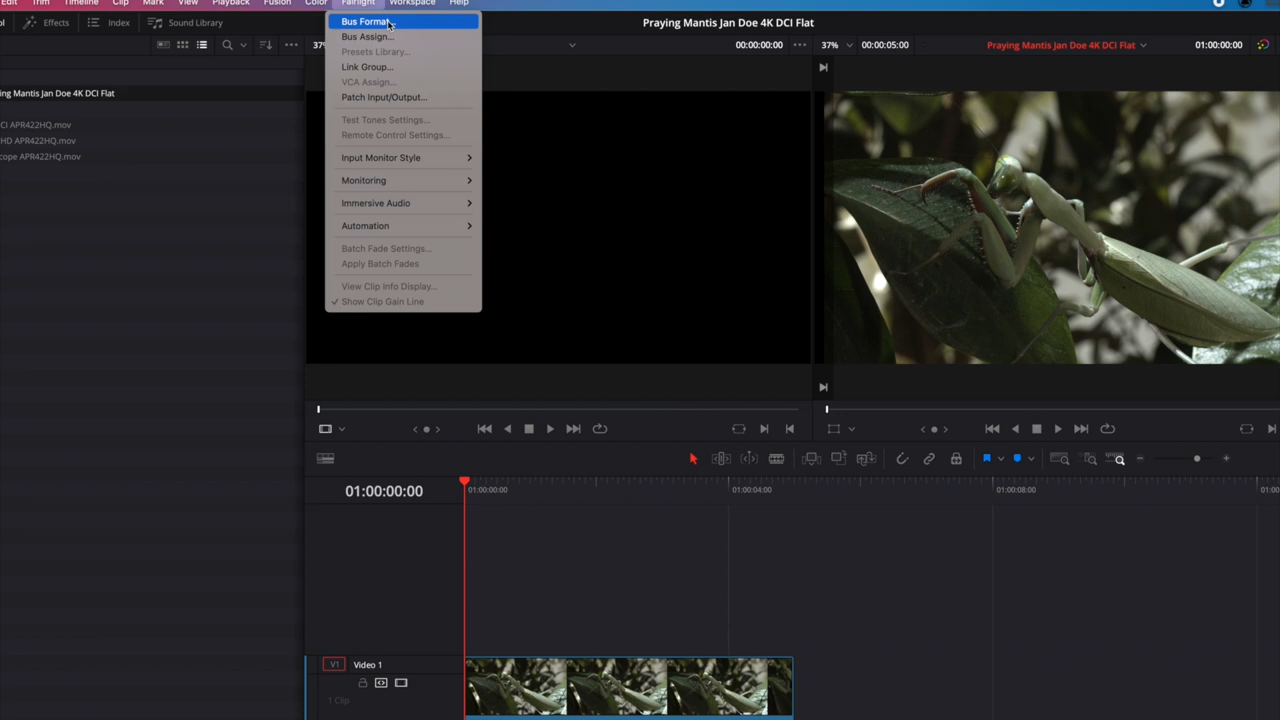 Edit Trim Timeline Clip Mark View Playback Fusion Color Fairlight Workspace Help
Effects Index Sound Library
Praying Mantis Jan Doe 4K DCI Flat
37%
00:00:00:00
37% 00:00:05:00
Praying Mantis Jan Doe 4K DCI Flat
01:00:00:00
Bus Format...
Bus Assign...
Presets Library...
Link Group...
VCA Assign...
Patch Input/Output...
Test Tones Settings...
Remote Control Settings...
Input Monitor Style
Monitoring
Immersive Audio
Automation
Batch Fade Settings...
Apply Batch Fades
View Clip Info Display...
Show Clip Gain Line
ing Mantis Jan Doe 4K DCI Flat
CI APR422HQ.mov
HD APR422HQ.mov
cope APR422HQ.mov
01:00:00:00
01:00:00:00
01:00:04:00
01:00:08:00
V1 Video 1
1 Clip